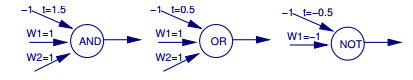 −1 t=1.5
W1=1
AND
W2=1
−1 t=0.5
W1=1
OR
W2=1
−1 t=−0.5
W1=−1
NOT